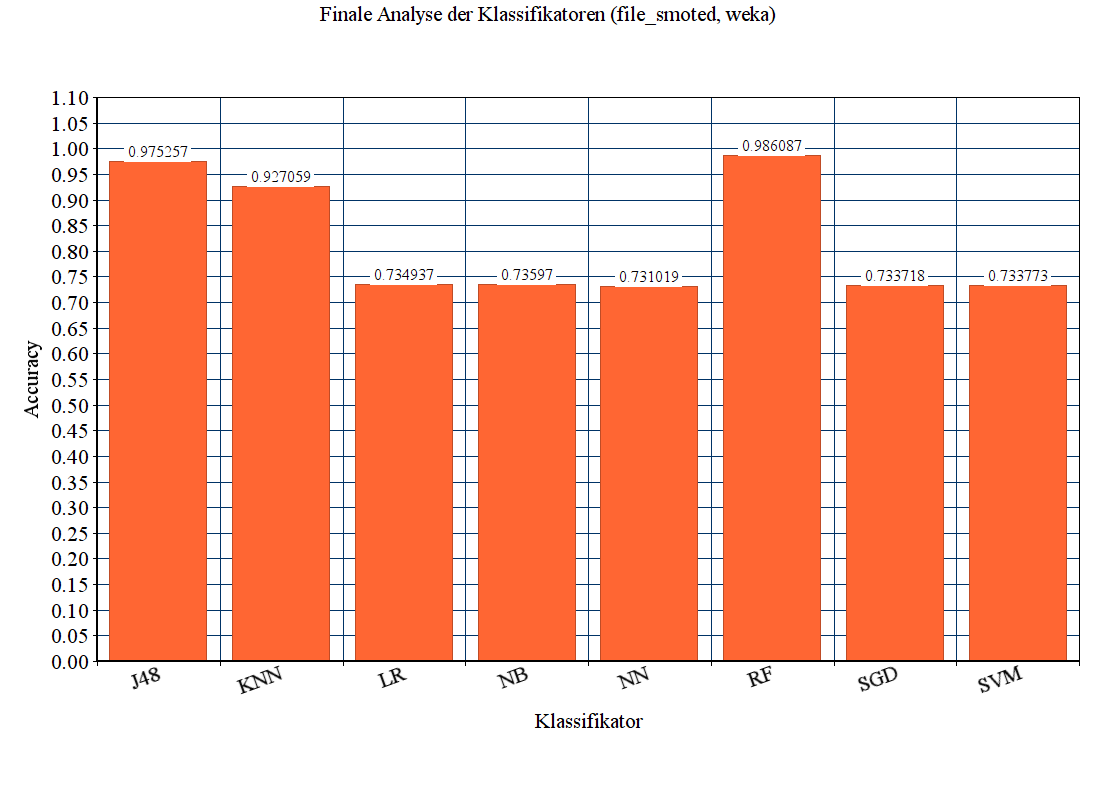 Finale Analyse der Klassifikatoren (file_smoted, weka)
1.10
1.05
1.00
0.95
0.90
0.85
0.80
0.75
0.70
0.65
0.60
0.55
0.50
0.45
0.40
0.35
0.30
0.25
0.20
0.15
0.10
0.05
0.00
Accuracy
0.975257
0.927059
0.734937
0.73597
0.731019
0.986087
0.733718
0.733773
J48
KNN
LR
NB
NN
RF
SGD
SVM
Klassifikator